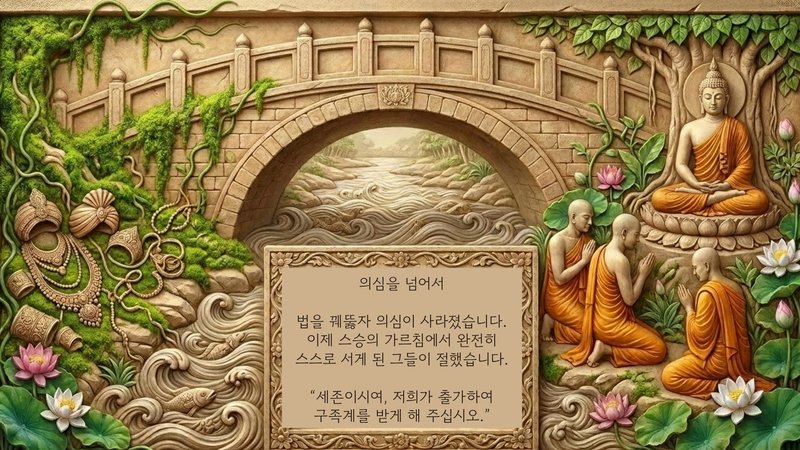 의심을 넘어서
법을 꿰뚫자 의심이 사라졌습니다.
이제 스승의 가르침에서 완전히
스스로 서게 된 그들이 절했습니다.
“세존이시여, 저희가 출가하여
구족계를 받게 해 주십시오.”